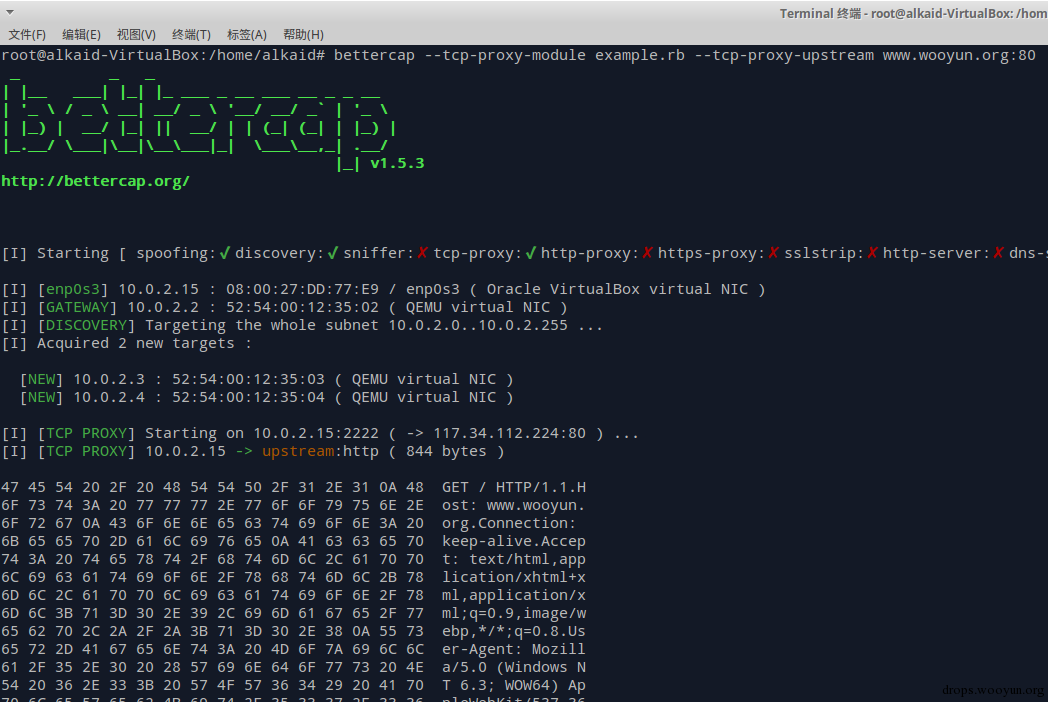 Terminal 终端 - root@alkaid-VirtualBox: /hom
文件(F) 编辑(E) 视图(V) 终端(T) 标签(A) 帮助(H)
root@alkaid-VirtualBox:/home/alkaid# bettercap --tcp-proxy-module example.rb --tcp-proxy-upstream www.wooyun.org:80
bettercap
v1.5.3
http://bettercap.org/
[I] Starting [ spoofing:✓ discovery:✓ sniffer:✗ tcp-proxy:✓ http-proxy:✗ https-proxy:✗ sslstrip:✗ http-server:✗ dns-s
[I] [enp0s3] 10.0.2.15 : 08:00:27:DD:77:E9 / enp0s3 ( Oracle VirtualBox virtual NIC )
[I] [GATEWAY] 10.0.2.2 : 52:54:00:12:35:02 ( QEMU virtual NIC )
[I] [DISCOVERY] Targeting the whole subnet 10.0.2.0..10.0.2.255 ...
[I] Acquired 2 new targets :
[NEW] 10.0.2.3 : 52:54:00:12:35:03 ( QEMU virtual NIC )
[NEW] 10.0.2.4 : 52:54:00:12:35:04 ( QEMU virtual NIC )
[I] [TCP PROXY] Starting on 10.0.2.15:2222 ( -> 117.34.112.224:80 ) ...
[I] [TCP PROXY] 10.0.2.15 -> upstream:http ( 844 bytes )
47 45 54 20 2F 20 48 54 54 50 2F 31 2E 31 0A 48 GET / HTTP/1.1.H
6F 73 74 3A 20 77 77 77 2E 77 6F 6F 79 75 6E 2E ost: www.wooyun.
6F 72 67 0A 43 6F 6E 6E 65 63 74 69 6F 6E 3A 20 org.Connection:
6B 65 65 70 2D 61 6C 69 76 65 0A 41 63 63 65 70 keep-alive.Accep
74 3A 20 74 65 78 74 2F 68 74 6D 6C 2C 61 70 70 t: text/html,app
6C 69 63 61 74 69 6F 6E 2F 78 68 74 6D 6C 2B 78 lication/xhtml+x
6D 6C 2C 61 70 70 6C 69 63 61 74 69 6F 6E 2F 78 ml,application/x
6D 6C 3B 71 3D 30 2E 39 2C 69 6D 61 67 65 2F 77 ml;q=0.9,image/w
65 62 70 2C 2A 2F 2A 3B 71 3D 30 2E 38 0A 55 73 ebp,*/*;q=0.8.Us
65 72 2D 41 67 65 6E 74 3A 20 4D 6F 7A 69 6C 6C er-Agent: Mozill
61 2F 35 2E 30 20 28 57 69 6E 64 6F 77 73 20 4E a/5.0 (Windows N
54 20 36 2E 33 3B 20 57 4F 57 36 34 29 20 41 70 T 6.3; WOW64) Ap
70 6C 65 57 65 62 4B 69 74 2F 35 33 37 2E 33 36 pleWebKit/537.36
drops.wooyun.org